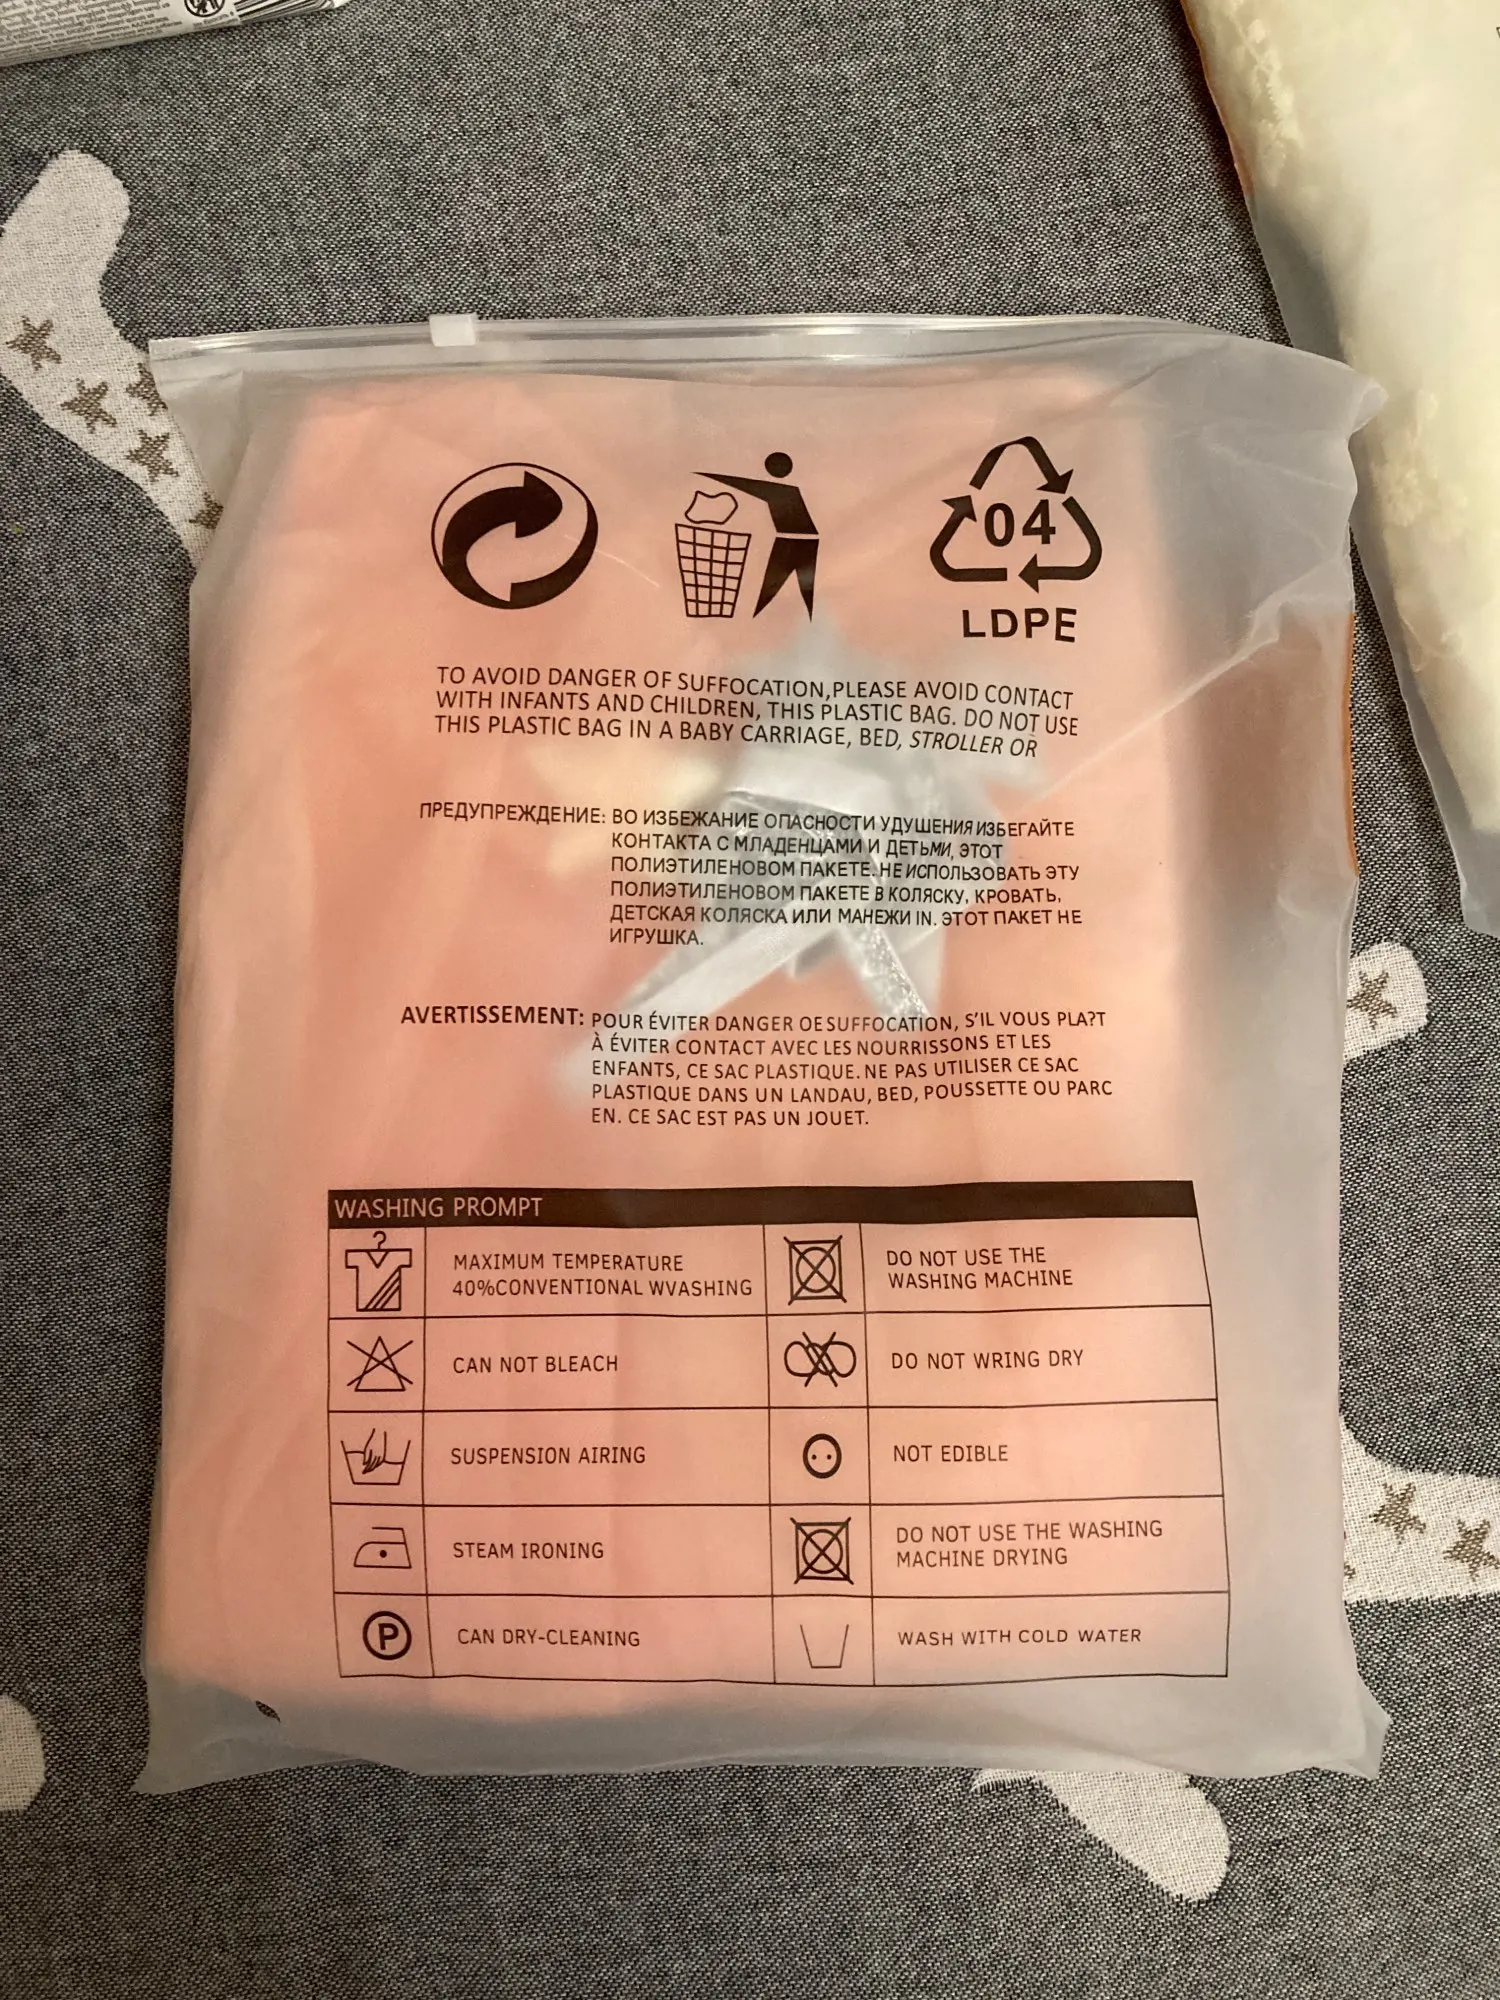 04
LDPE
TO AVOID DANGER OF SUFFOCATION,PLEASE AVOID CONTACT
WITH INFANTS AND CHILDREN, THIS PLASTIC BAG. DO NOT USE
THIS PLASTIC BAG IN A BABY CARRIAGE, BED, STROLLER OR
ПРЕДУПРЕЖДЕНИЕ: ВО ИЗБЕЖАНИЕ ОПАСНОСТИ УДУШЕНИЯ ИЗБЕГАЙТЕ
КОНТАКТА С МЛАДЕНЦАМИ И ДЕТЬМИ, ЭТОТ
ПОЛИЭТИЛЕНОВОМ ПАКЕТЕ. НЕ ИСПОЛЬЗОВАТЬ ЭТУ
ПОЛИЭТИЛЕНОВОМ ПАКЕТЕ В КОЛЯСКУ, КРОВАТЬ,
ДЕТСКАЯ КОЛЯСКА ИЛИ МАНЕЖИ IN. ЭТОТ ПАКЕТ НЕ
ИГРУШКА.
AVERTISSEMENT: POUR ÉVITER DANGER OE SUFFOCATION, S'IL VOUS PLA?T
À ÉVITER CONTACT AVEC LES NOURRISSONS ET LES
ENFANTS, CE SAC PLASTIQUE. NE PAS UTILISER CE SAC
PLASTIQUE DANS UN LANDAU, BED, POUSSETTE OU PARC
EN. CE SAC EST PAS UN JOUET.
WASHING PROMPT
MAXIMUM TEMPERATURE
40%CONVENTIONAL WVASHING
DO NOT USE THE
WASHING MACHINE
CAN NOT BLEACH
DO NOT WRING DRY
SUSPENSION AIRING
NOT EDIBLE
STEAM IRONING
DO NOT USE THE WASHING
MACHINE DRYING
P
CAN DRY-CLEANING
WASH WITH COLD WATER